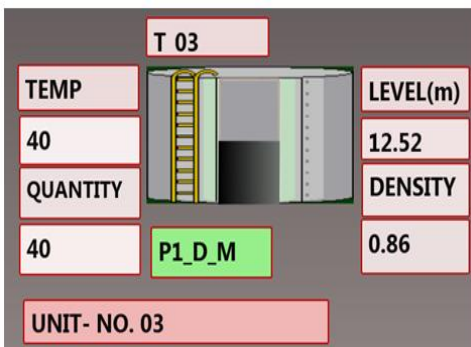 T 03
TEMP
LEVEL(m)
40
12.52
QUANTITY
DENSITY
40
P1_D_M
0.86
UNIT- NO. 03